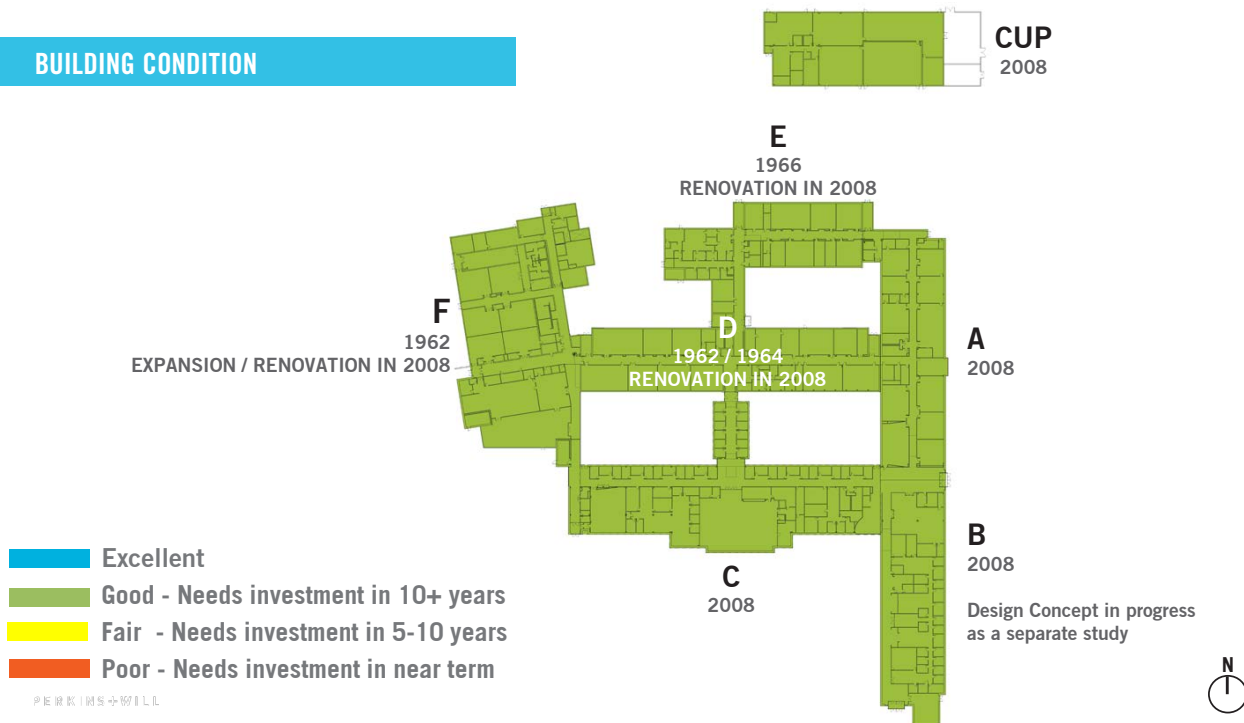 BUILDING CONDITION
CUP
2008
E
1966
RENOVATION IN 2008
F
1962
EXPANSION / RENOVATION IN 2008
D
1962 / 1964
RENOVATION IN 2008
A
2008
B
2008
Design Concept in progress
as a separate study
C
2008
Excellent
Good - Needs investment in 10+ years
Fair - Needs investment in 5-10 years
Poor - Needs investment in near term
PERKINS+WILL
N